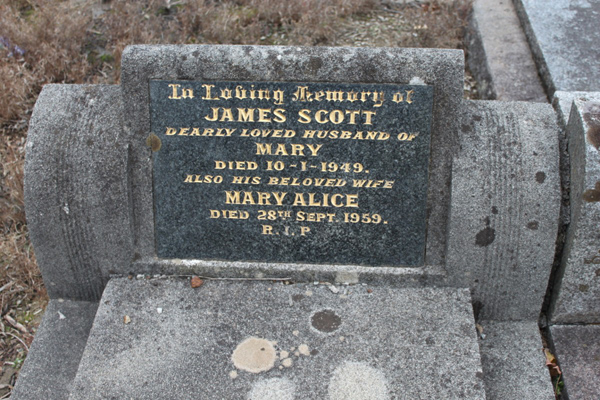 In Loving Memory of
JAMES SCOTT
DEARLY LOVED HUSBAND OF
MARY
DIED 10-1-1949.
ALSO HIS BELOVED WIFE
MARY ALICE
DIED 28TH SEPT. 1959.
R.I.P